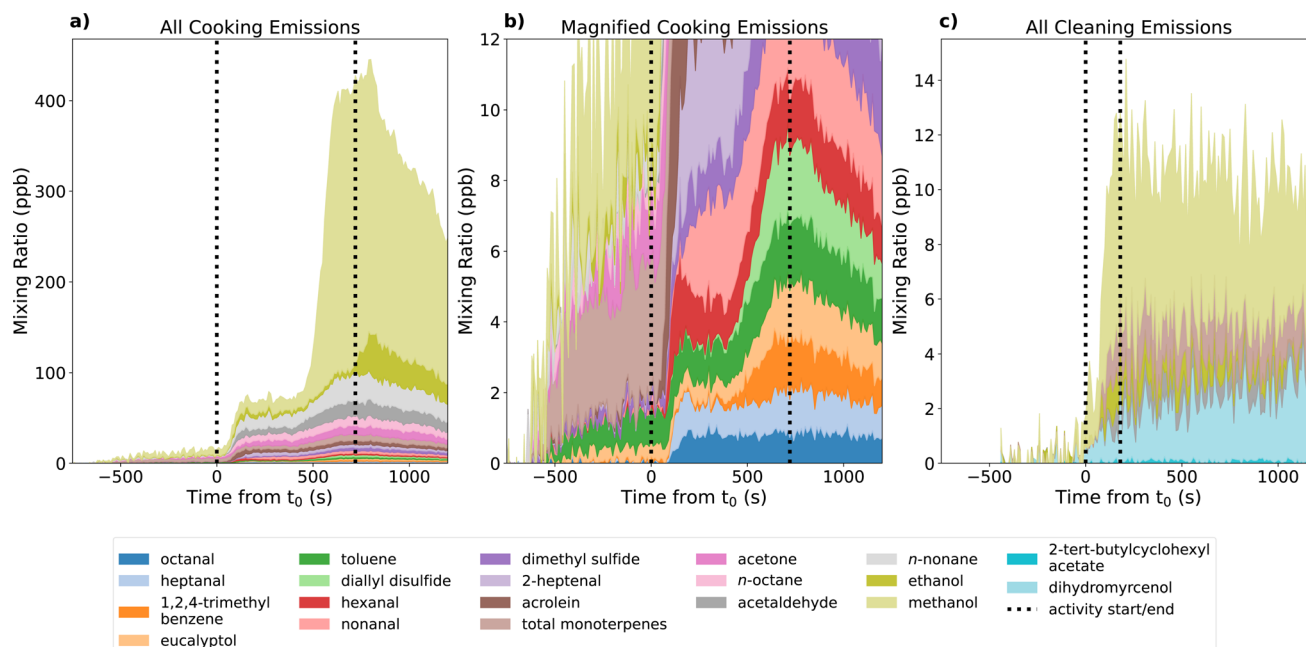 a)
All Cooking Emissions
b)
Magnified Cooking Emissions
c)
All Cleaning Emissions
Mixing Ratio (ppb)
400
300
200
100
0
−500
0
500
1000
Time from t₀ (s)
Mixing Ratio (ppb)
12
10
8
6
4
2
0
−500
0
500
1000
Time from t₀ (s)
Mixing Ratio (ppb)
14
12
10
8
6
4
2
0
−500
0
500
1000
Time from t₀ (s)
octanal
heptanal
1,2,4-trimethyl
benzene
eucalyptol
toluene
diallyl disulfide
hexanal
nonanal
dimethyl sulfide
2-heptenal
acrolein
total monoterpenes
acetone
n-octane
acetaldehyde
n-nonane
ethanol
methanol
2-tert-butylcyclohexyl
acetate
dihydromyrcenol
activity start/end